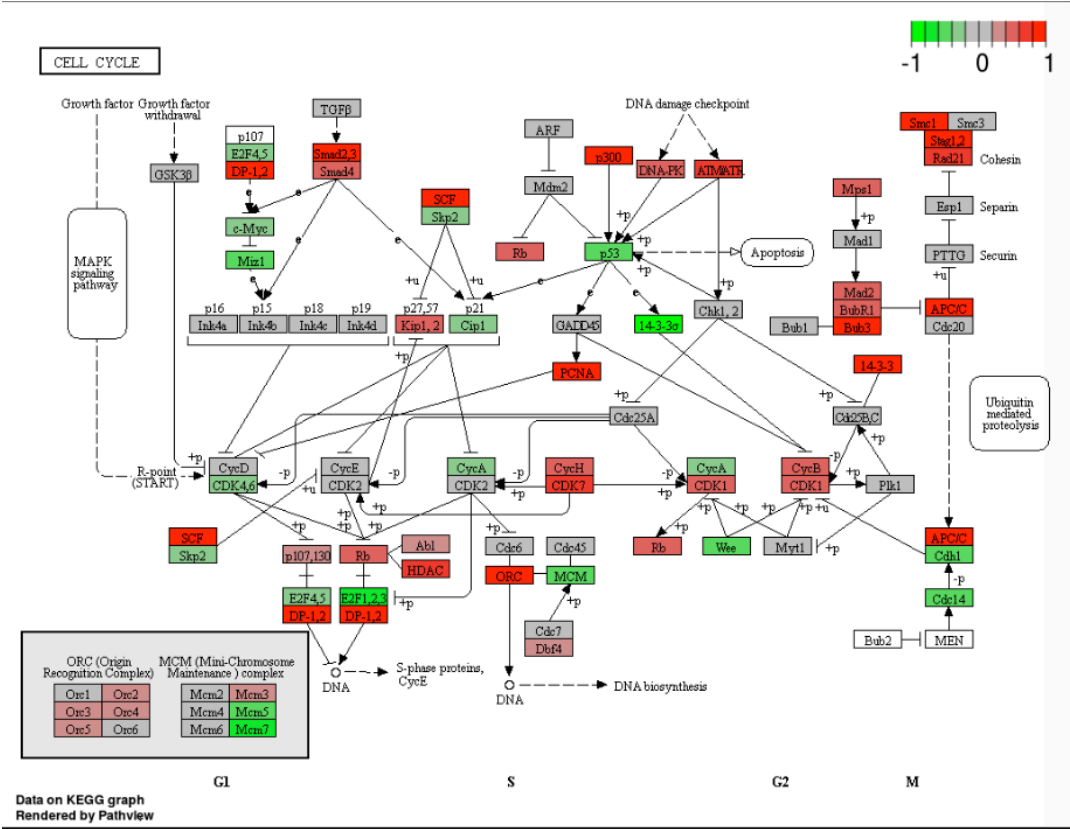 -1 0 1
CELL CYCLE
Growth factor
Growth factor
withdrawal
TGFβ
DNA damage checkpoint
ARF
Smc1
Smc3
Stag1,2
Rad21
Cohesin
p107
E2F4,5
DP-1,2
Smad2,3
Smad4
GSK3β
p300
DNA-PK
ATMATR
Mdm2
Mps1
SCF
Skp2
Esp1
Separin
e
e
+p
+p
c-Myc
Mad1
Rb
p53
+p
Apoptosis
e
e
+p
PTTG
Securin
MAPK
signaling
pathway
Miz1
e
+u
+u
e
e
+p
+u
Mad2
BubR1
Bub3
Bub1
APC/C
Cdc20
p16
Ink4a
p15
Ink4b
p18
Ink4c
p19
Ink4d
p27,57
Kip1, 2
p21
Cip1
GADD45
14-3-3σ
Chk1, 2
+p
PCNA
14-3-3
+p
+p
Cdc25A
Cdc25B,C
Ubiquitin
mediated
proteolysis
+p
R-point
(START)
CycD
CDK4,6
-p
+u
CycE
CDK2
-p
CycA
CDK2
-p
+p
CycH
CDK7
-p
CycA
CDK1
CycB
CDK1
-p
+p
+p
Plk1
+p
+p
+p
+p
+p
+p
+p
+p
+p
+p
+u
SCF
Skp2
p107,130
Rb
Abl
HDAC
Cdc6
Cdc45
Rb
Wee
Myt1
+p
APC/C
Cdh1
ORC
MCM
-p
E2F4,5
DP-1,2
E2F1,2,3
DP-1,2
+p
+p
Cdc14
Cdc7
Dbf4
Bub2
MEN
DNA
S-phase proteins,
CycE
DNA
DNA biosynthesis
ORC (Origin
Recognition Complex)
MCM (Mini-Chromosome
Maintenance ) complex
Orc1 Orc2 Mcm2 Mcm3
Orc3 Orc4 Mcm4 Mcm5
Orc5 Orc6 Mcm6 Mcm7
G1 S G2 M
Data on KEGG graph
Rendered by Pathview